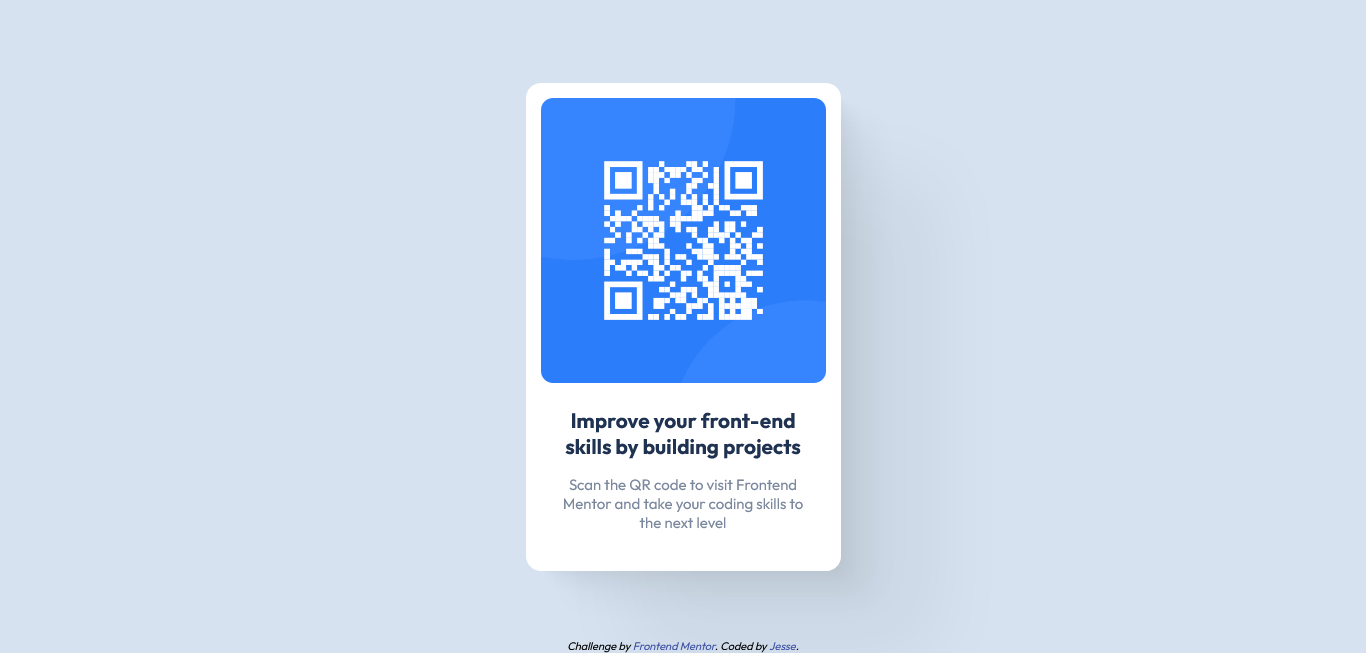 Improve your front-end
skills by building projects
Scan the QR code to visit Frontend
Mentor and take your coding skills to
the next level
Challenge by Frontend Mentor. Coded by Jesse.